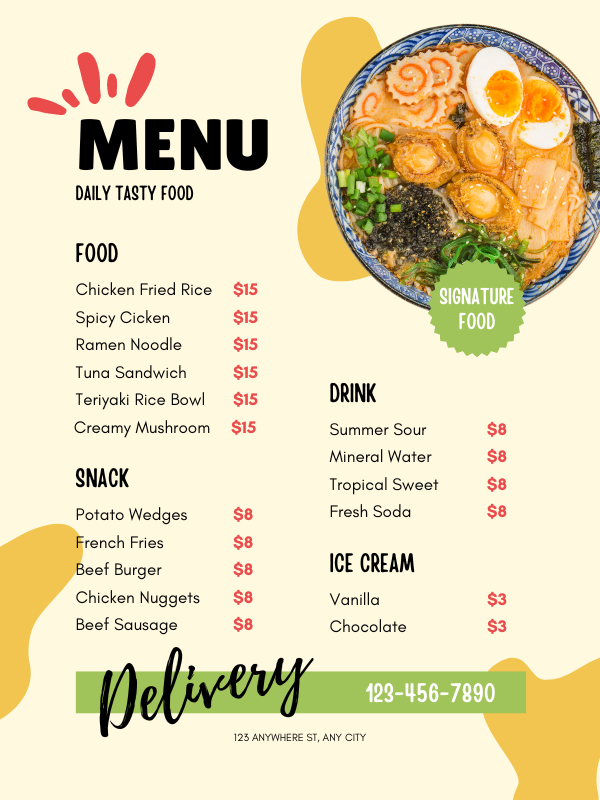 MENU
DAILY TASTY FOOD
FOOD
Chicken Fried Rice $15
Spicy Cicken $15
Ramen Noodle $15
Tuna Sandwich $15
Teriyaki Rice Bowl $15
Creamy Mushroom $15
SNACK
Potato Wedges $8
French Fries $8
Beef Burger $8
Chicken Nuggets $8
Beef Sausage $8
SIGNATURE
FOOD
DRINK
Summer Sour $8
Mineral Water $8
Tropical Sweet $8
Fresh Soda $8
ICE CREAM
Vanilla $3
Chocolate $3
Delivery 123-456-7890
123 ANYWHERE ST, ANY CITY